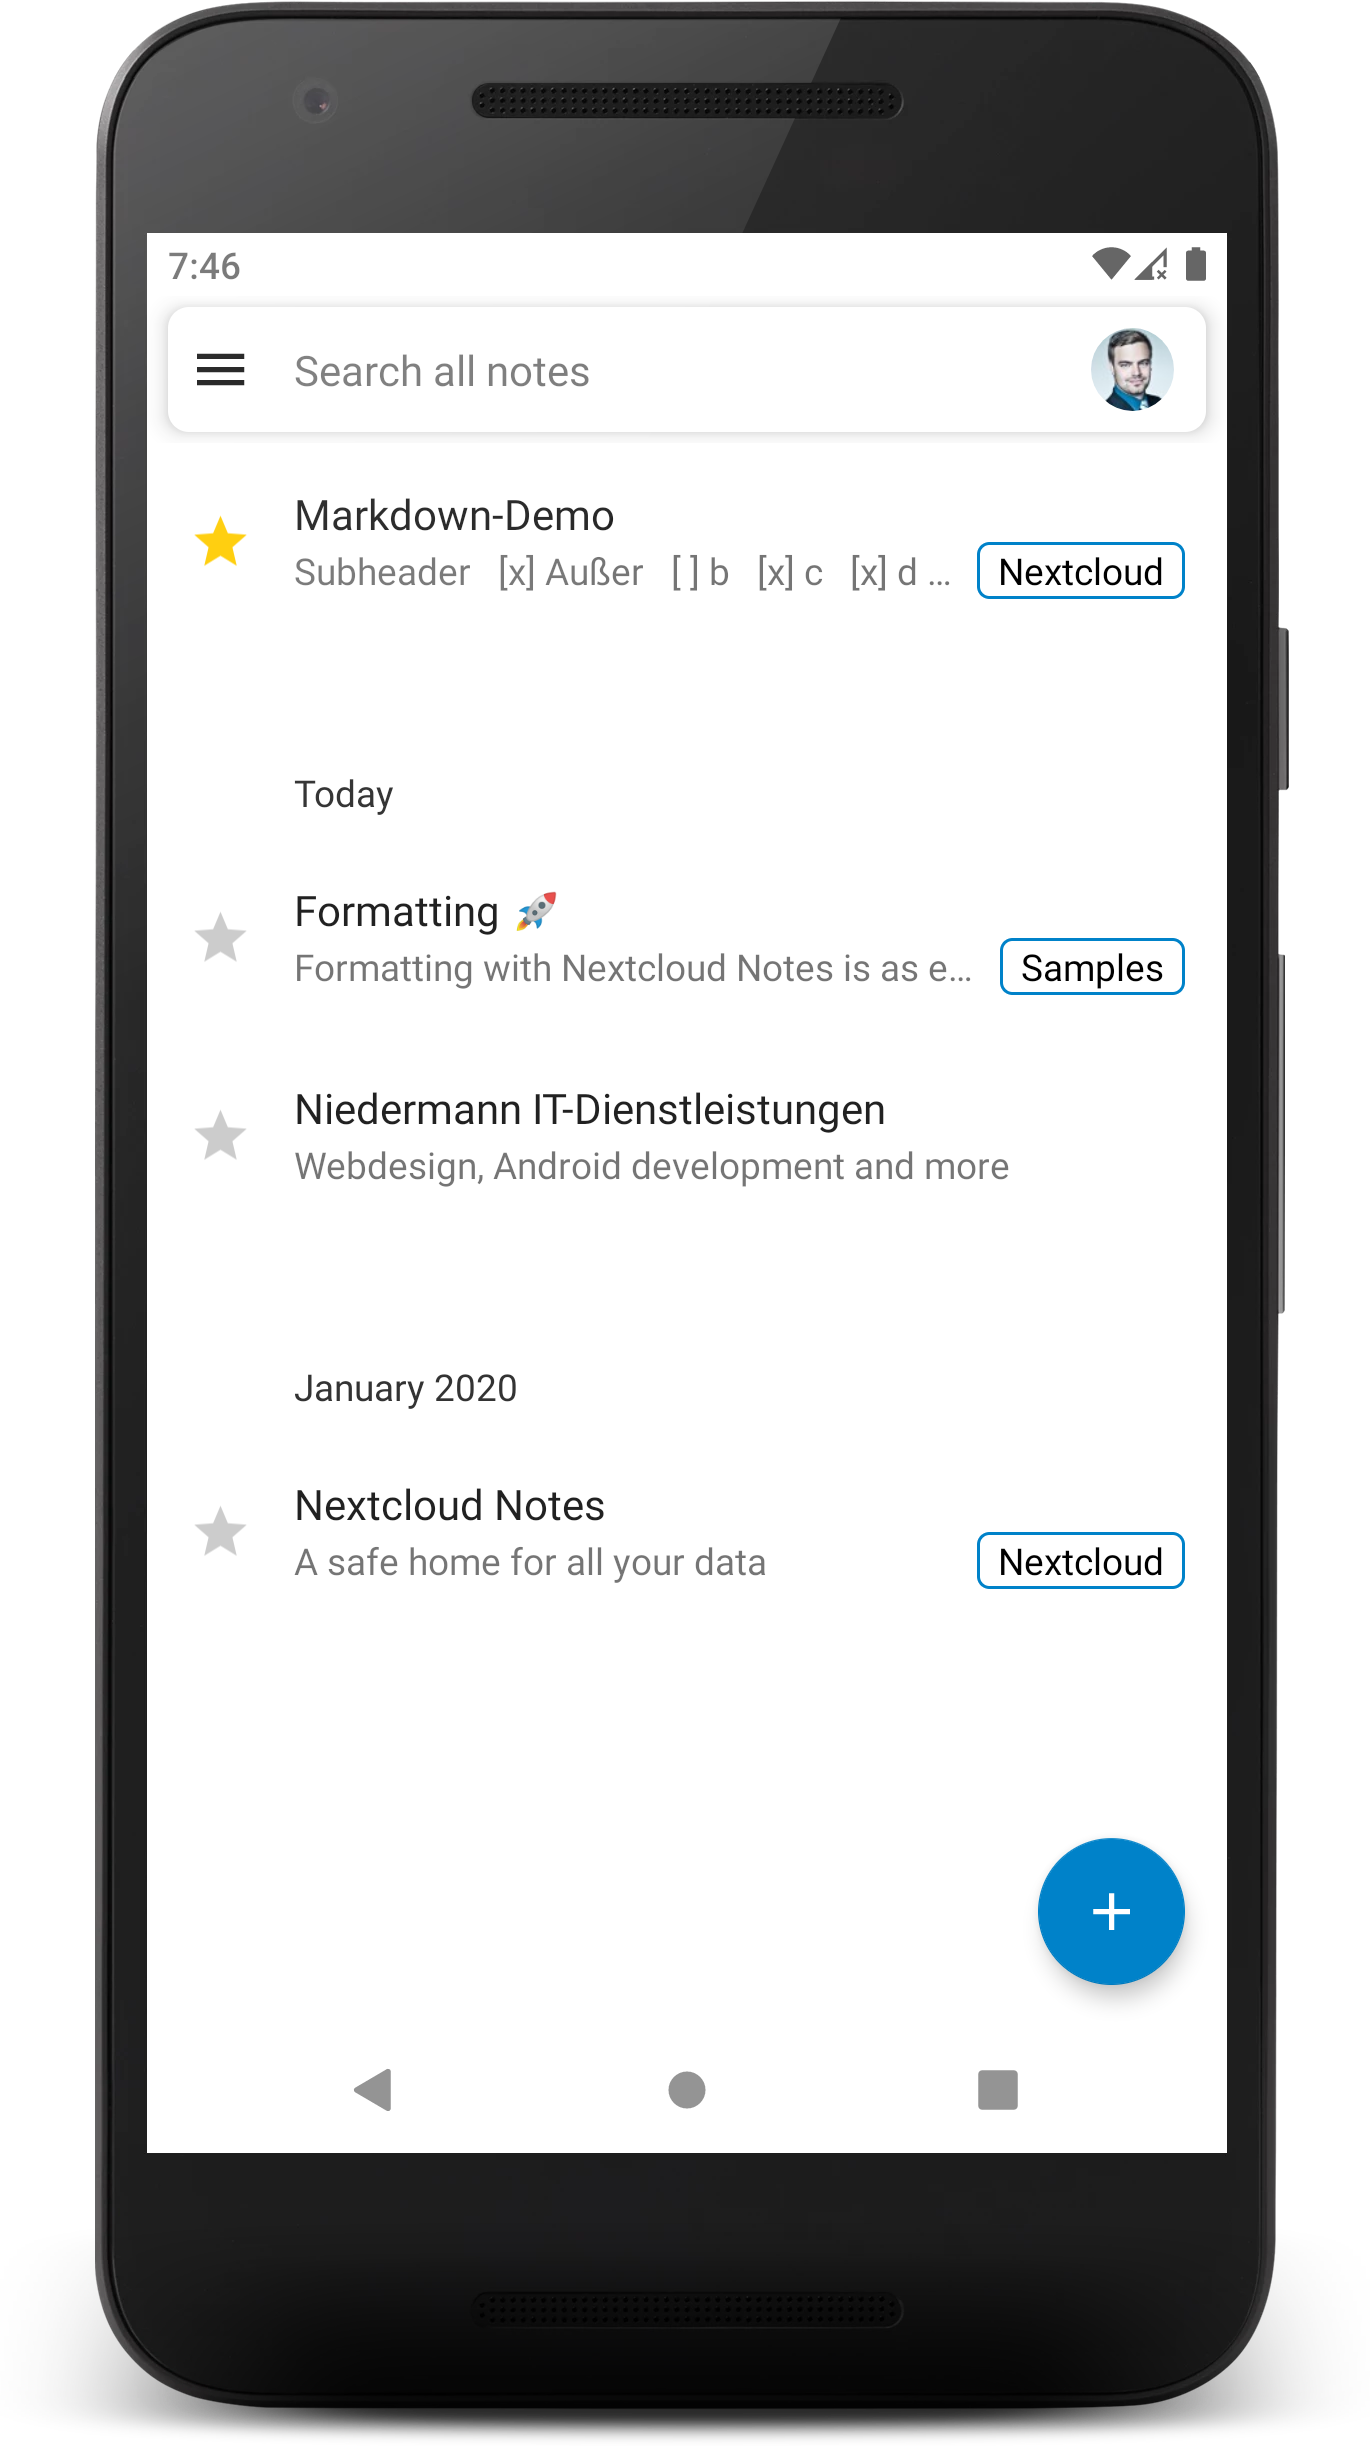 7:46
Search all notes
Markdown-Demo
Subheader [x] Außer [ ] b [x] c [x] d ...
Nextcloud
Today
Formatting 🚀
Formatting with Nextcloud Notes is as e...
Samples
Niedermann IT-Dienstleistungen
Webdesign, Android development and more
January 2020
Nextcloud Notes
A safe home for all your data
Nextcloud